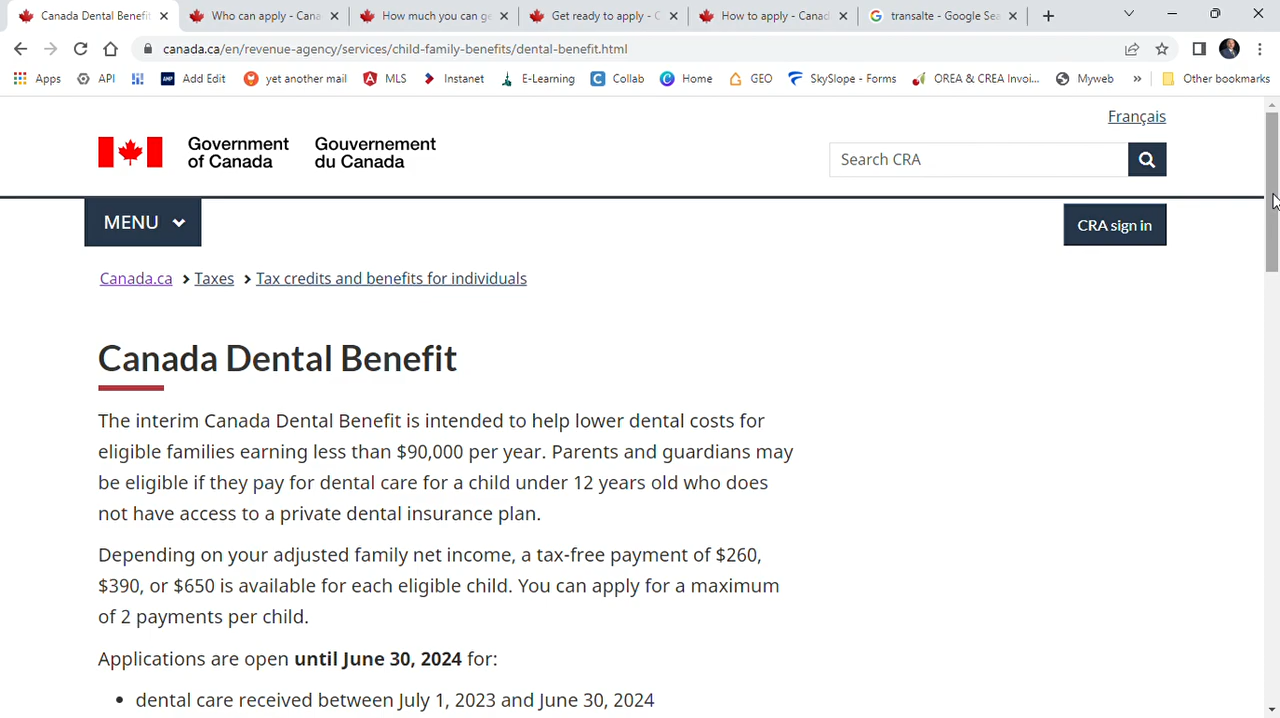 Canada Dental Benefit
Who can apply - Cana
How much you can ge
Get ready to apply - C
How to apply - Canad
transalte - Google Sea
canada.ca/en/revenue-agency/services/child-family-benefits/dental-benefit.html
Apps
API
Add Edit
yet another mail
MLS
Instanet
E-Learning
Collab
Home
GEO
SkySlope - Forms
OREA & CREA Invoi...
Myweb
Other bookmarks
Français
Government of Canada
Gouvernement du Canada
Search CRA
MENU
CRA sign in
Canada.ca > Taxes > Tax credits and benefits for individuals
Canada Dental Benefit
The interim Canada Dental Benefit is intended to help lower dental costs for
eligible families earning less than $90,000 per year. Parents and guardians may
be eligible if they pay for dental care for a child under 12 years old who does
not have access to a private dental insurance plan.
Depending on your adjusted family net income, a tax-free payment of $260,
$390, or $650 is available for each eligible child. You can apply for a maximum
of 2 payments per child.
Applications are open until June 30, 2024 for:
• dental care received between July 1, 2023 and June 30, 2024